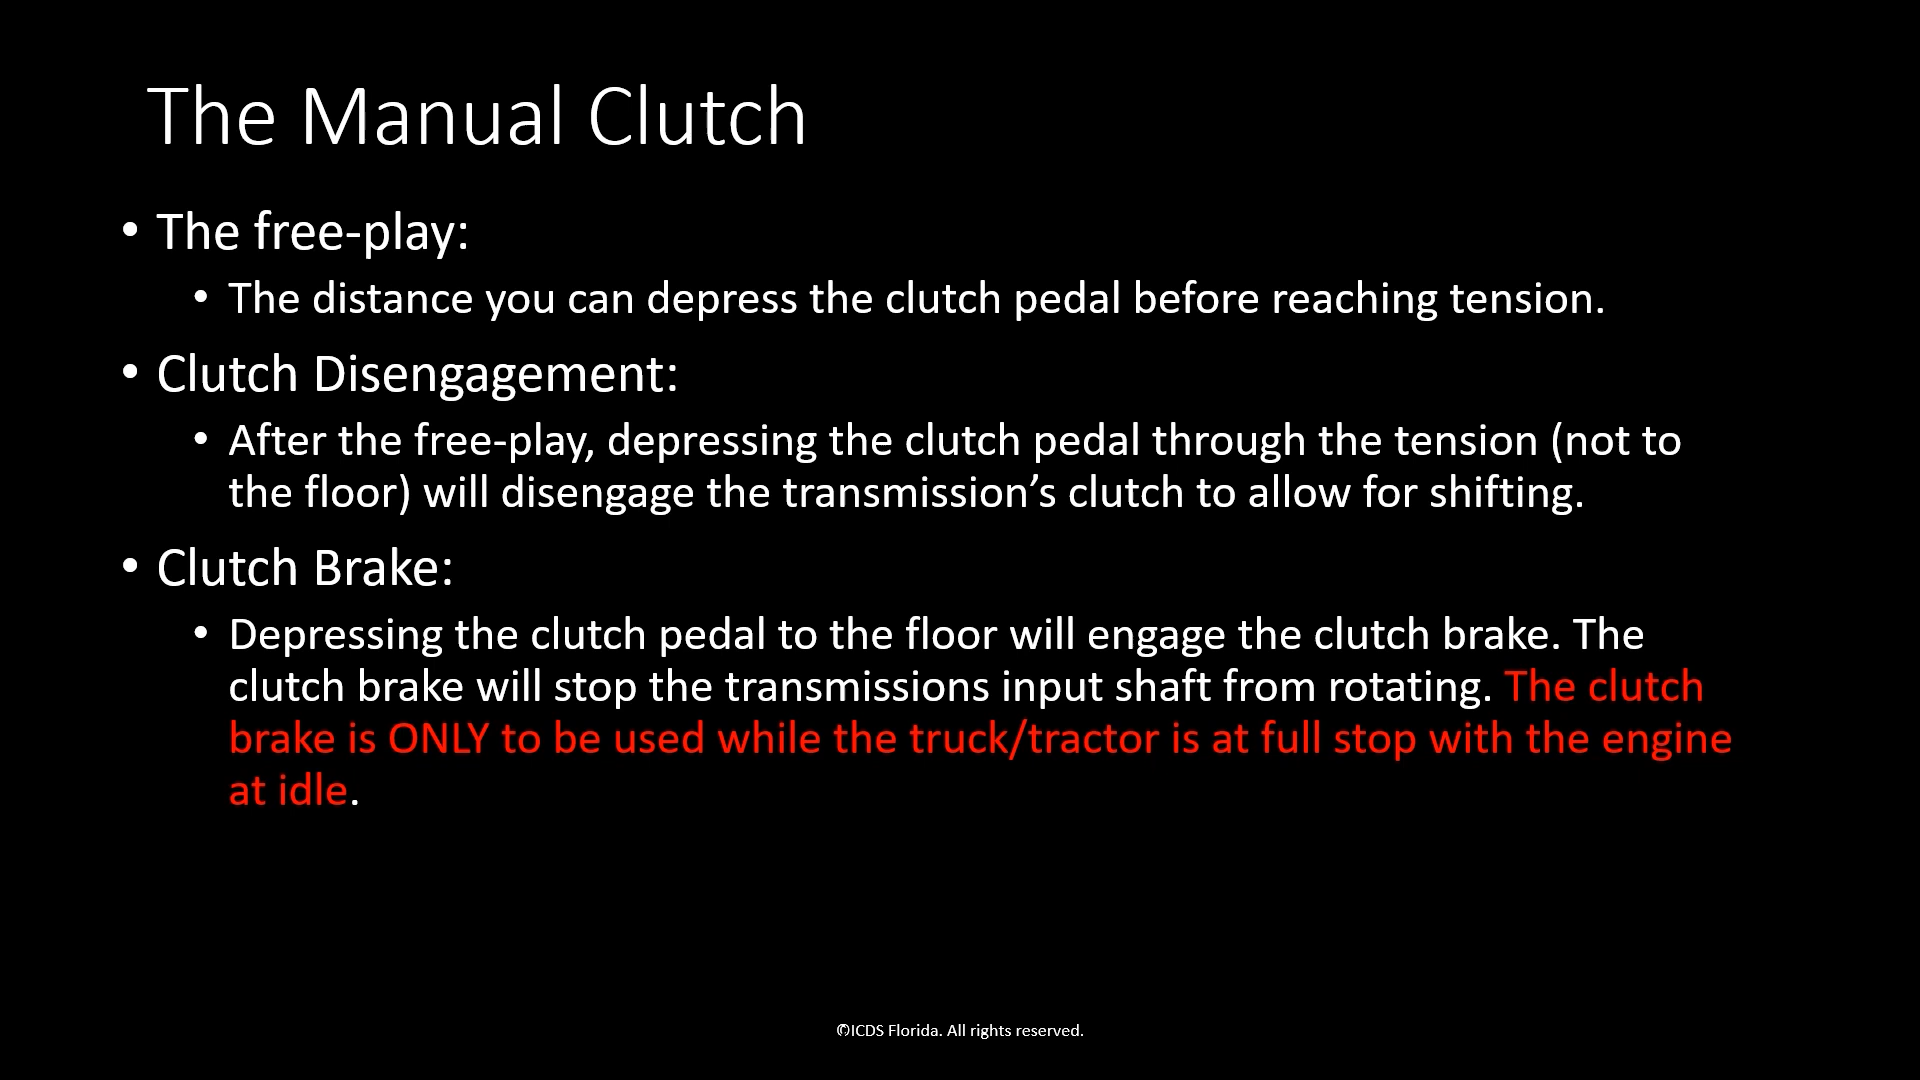 The Manual Clutch
• The free-play:
• The distance you can depress the clutch pedal before reaching tension.
• Clutch Disengagement:
• After the free-play, depressing the clutch pedal through the tension (not to
the floor) will disengage the transmission’s clutch to allow for shifting.
• Clutch Brake:
• Depressing the clutch pedal to the floor will engage the clutch brake. The
clutch brake will stop the transmissions input shaft from rotating. The clutch
brake is ONLY to be used while the truck/tractor is at full stop with the engine
at idle.
©ICDS Florida. All rights reserved.